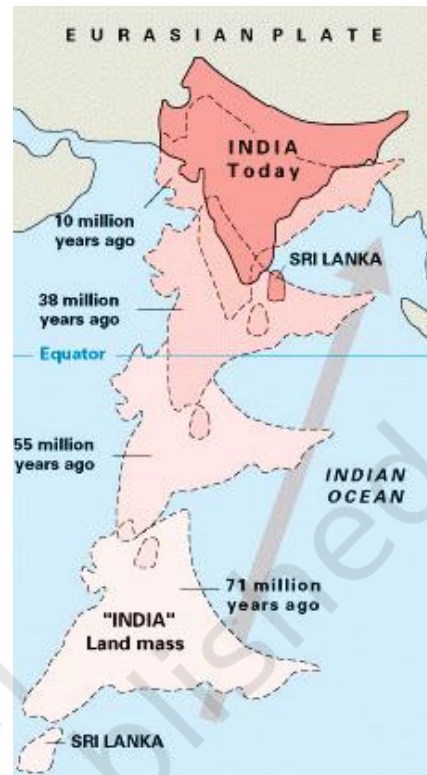 EURASIAN PLATE
INDIA
Today
10 million
years ago
SRI LANKA
38 million
years ago
Equator
55 million
years ago
INDIAN
OCEAN
71 million
years ago
"INDIA"
Land mass
SRI LANKA